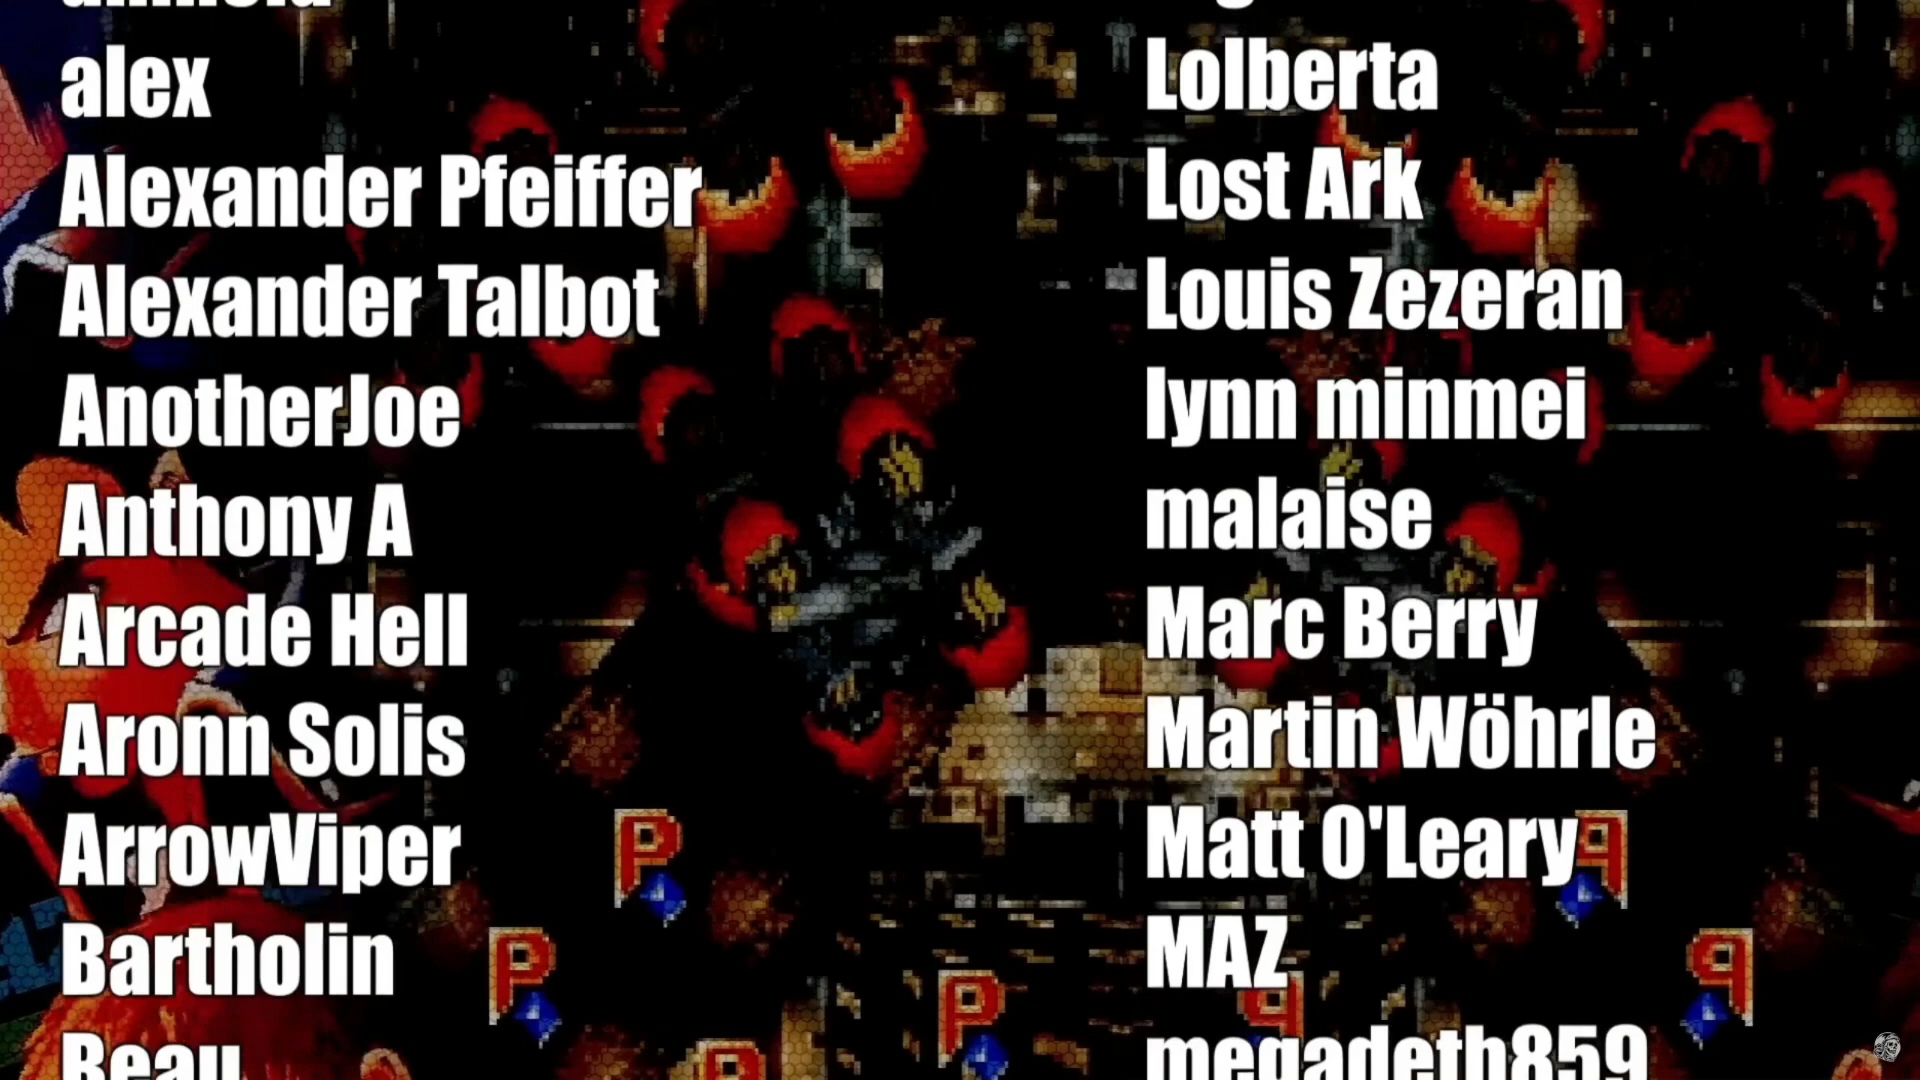 alex
Alexander Pfeiffer
Alexander Talbot
AnotherJoe
Anthony A
Arcade Hell
Aronn Solis
ArrowViper
Bartholin
Beau
Lolberta
Lost Ark
Louis Zezeran
lynn minmei
malaise
Marc Berry
Martin Wöhrle
Matt O'Leary
MAZ
megadeth859
P
P
P
P